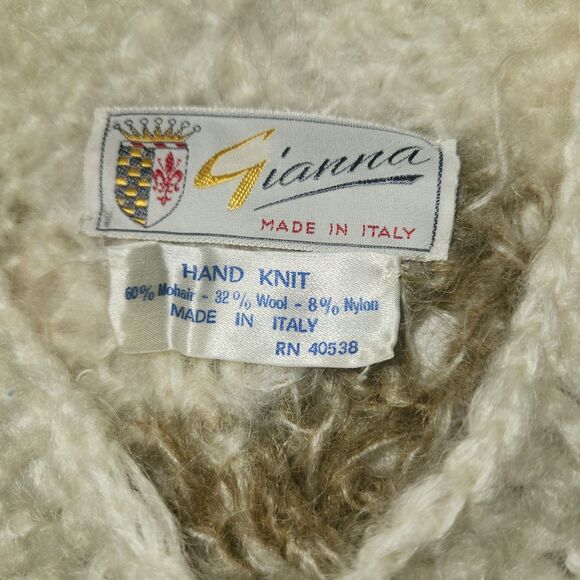 Gianna
MADE IN ITALY
HAND KNIT
60% Mohair - 32% Wool - 8% Nylon
MADE IN ITALY
RN 40538